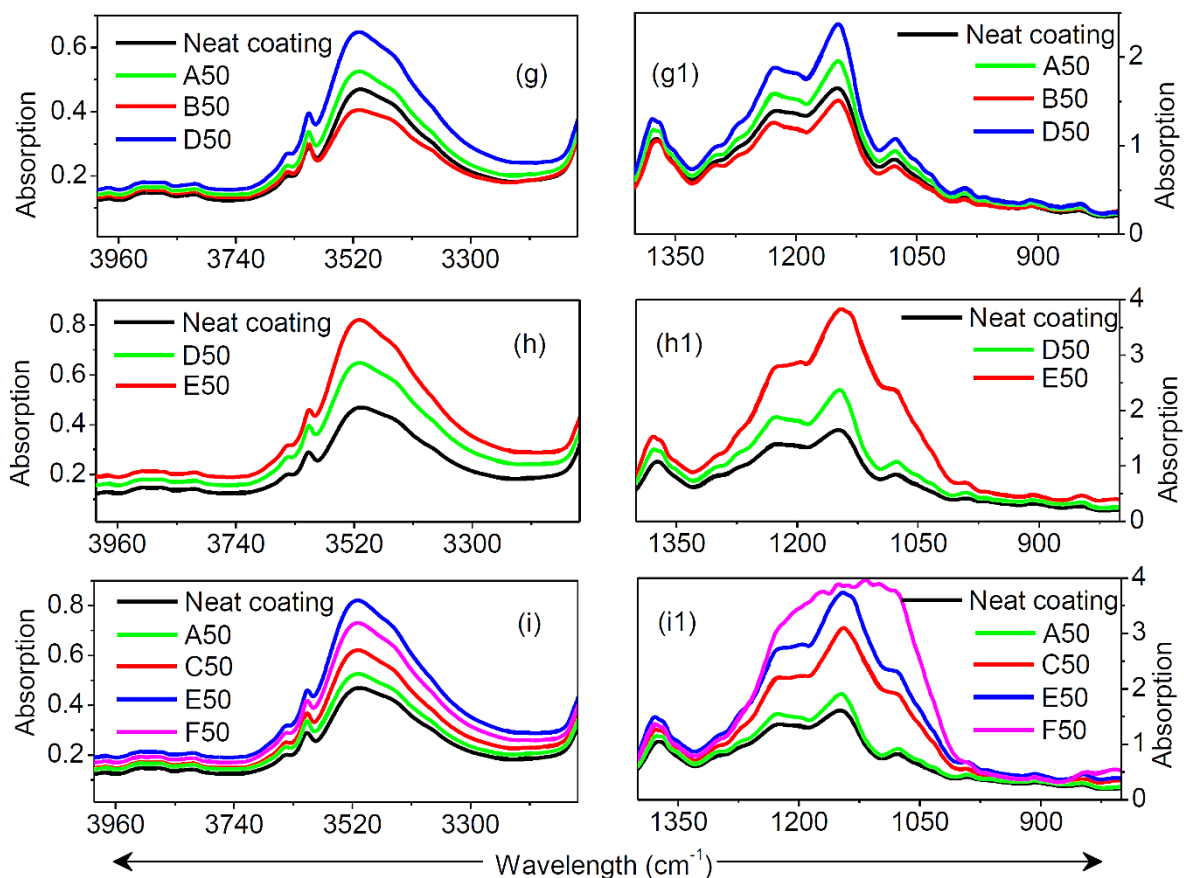 Neat coating
A50
B50
D50
(g)
0.6
0.4
0.2
Absorption
3960 3740 3520 3300
Neat coating
A50
B50
D50
(g1)
2
1
0
Absorption
1350 1200 1050 900
Neat coating
D50
E50
(h)
0.8
0.6
0.4
0.2
Absorption
3960 3740 3520 3300
Neat coating
D50
E50
(h1)
4
3
2
1
0
Absorption
1350 1200 1050 900
Neat coating
A50
C50
E50
F50
(i)
0.8
0.6
0.4
0.2
Absorption
3960 3740 3520 3300
Neat coating
A50
C50
E50
F50
(i1)
4
3
2
1
0
Absorption
1350 1200 1050 900
Wavelength (cm⁻¹)